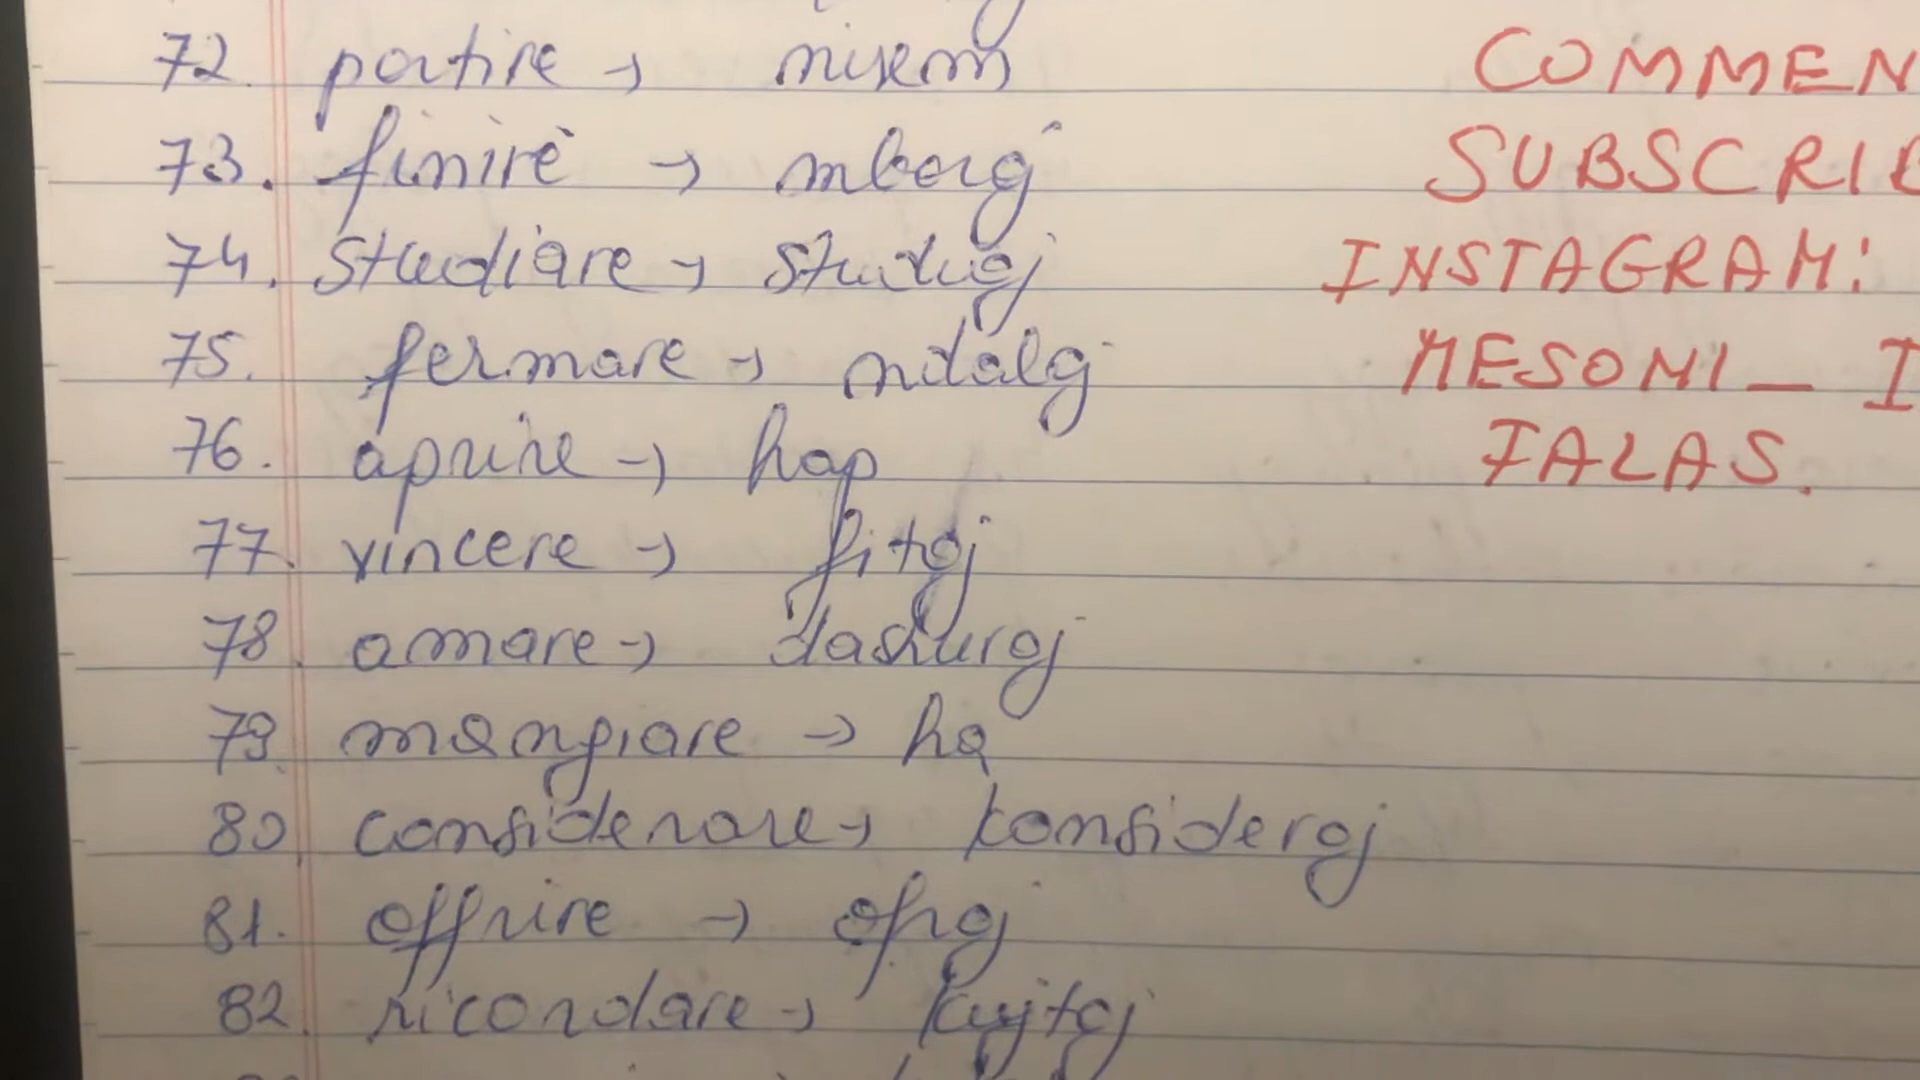 72. partire → nisem
73. finire → mbaroj
74. studiare → studioj
75. fermare → ndaloj
76. aprire → hap
77. vincere → fitoj
78. amare → dashuroj
79. mangiare → ha
80. considerare → konsideroj
81. offrire → ofroj
82. ricordare → kujtoj
COMMEN
SUBSCRIB
INSTAGRAM:
MESONI_I
FALAS.